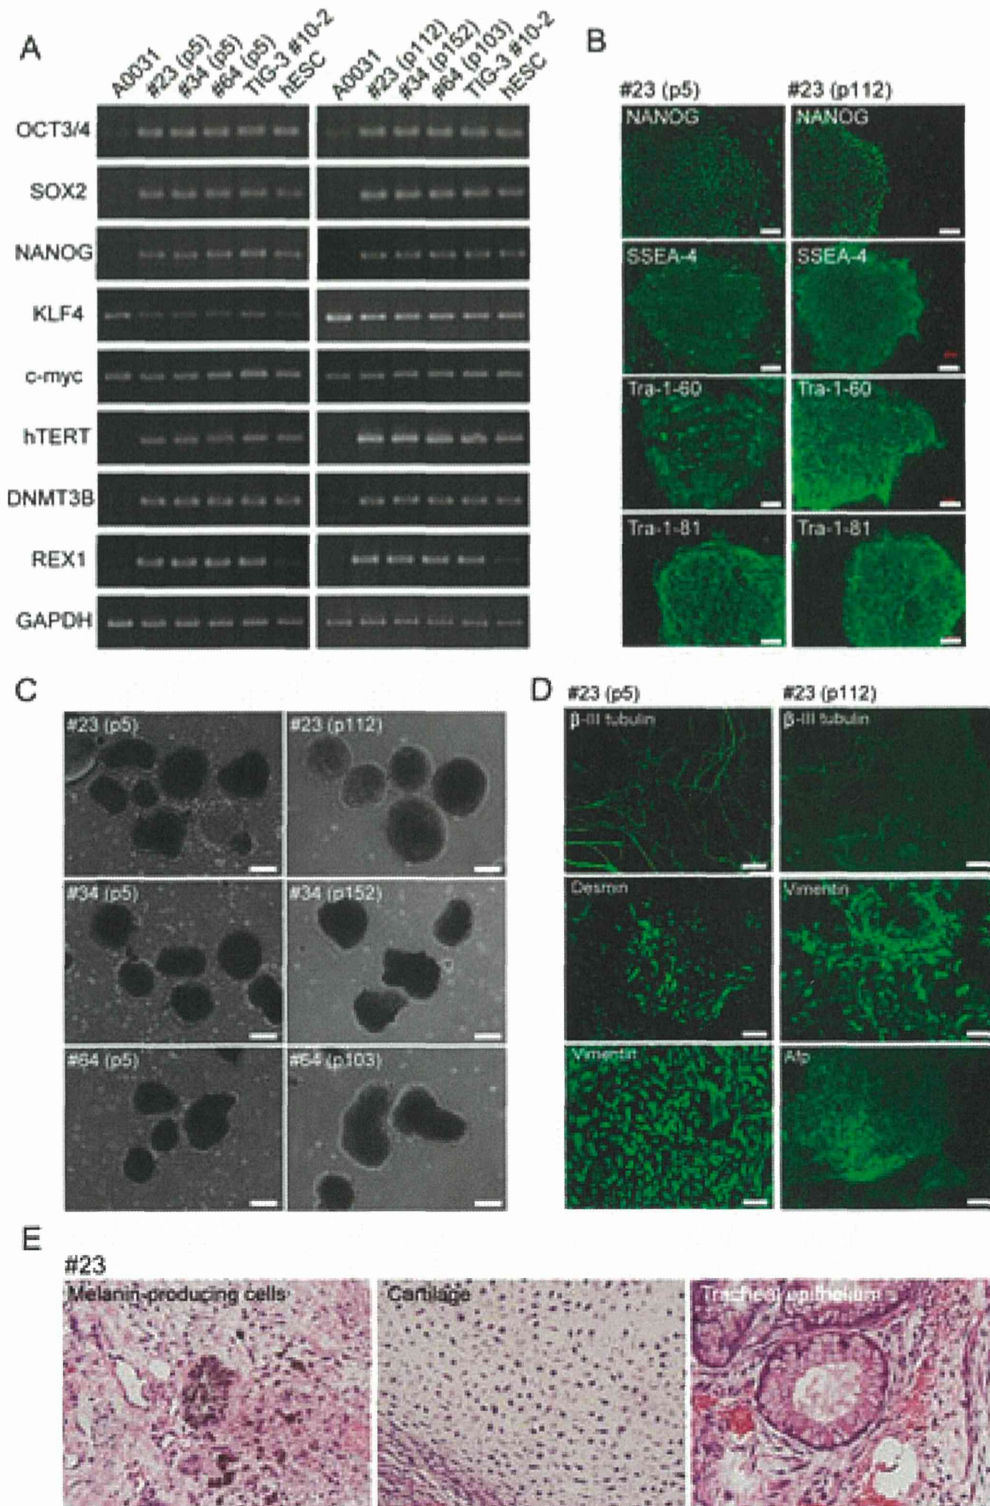 A
A0031
#23 (p5)
#34 (p5)
#64 (p5)
TIG-3 #10-2
hESC
A0031
#23 (p112)
#34 (p152)
#64 (p103)
TIG-3 #10-2
hESC
OCT3/4
SOX2
NANOG
KLF4
c-myc
hTERT
DNMT3B
REX1
GAPDH
B
#23 (p5)
#23 (p112)
NANOG
NANOG
SSEA-4
SSEA-4
Tra-1-60
Tra-1-60
Tra-1-81
Tra-1-81
C
#23 (p5)
#23 (p112)
#34 (p5)
#34 (p152)
#64 (p5)
#64 (p103)
D
#23 (p5)
#23 (p112)
β-III tubulin
β-III tubulin
Desmin
Vimentin
Vimentin
Afp
E
#23
Melanin-producing cells
Cartilage
Tracheal epithelium